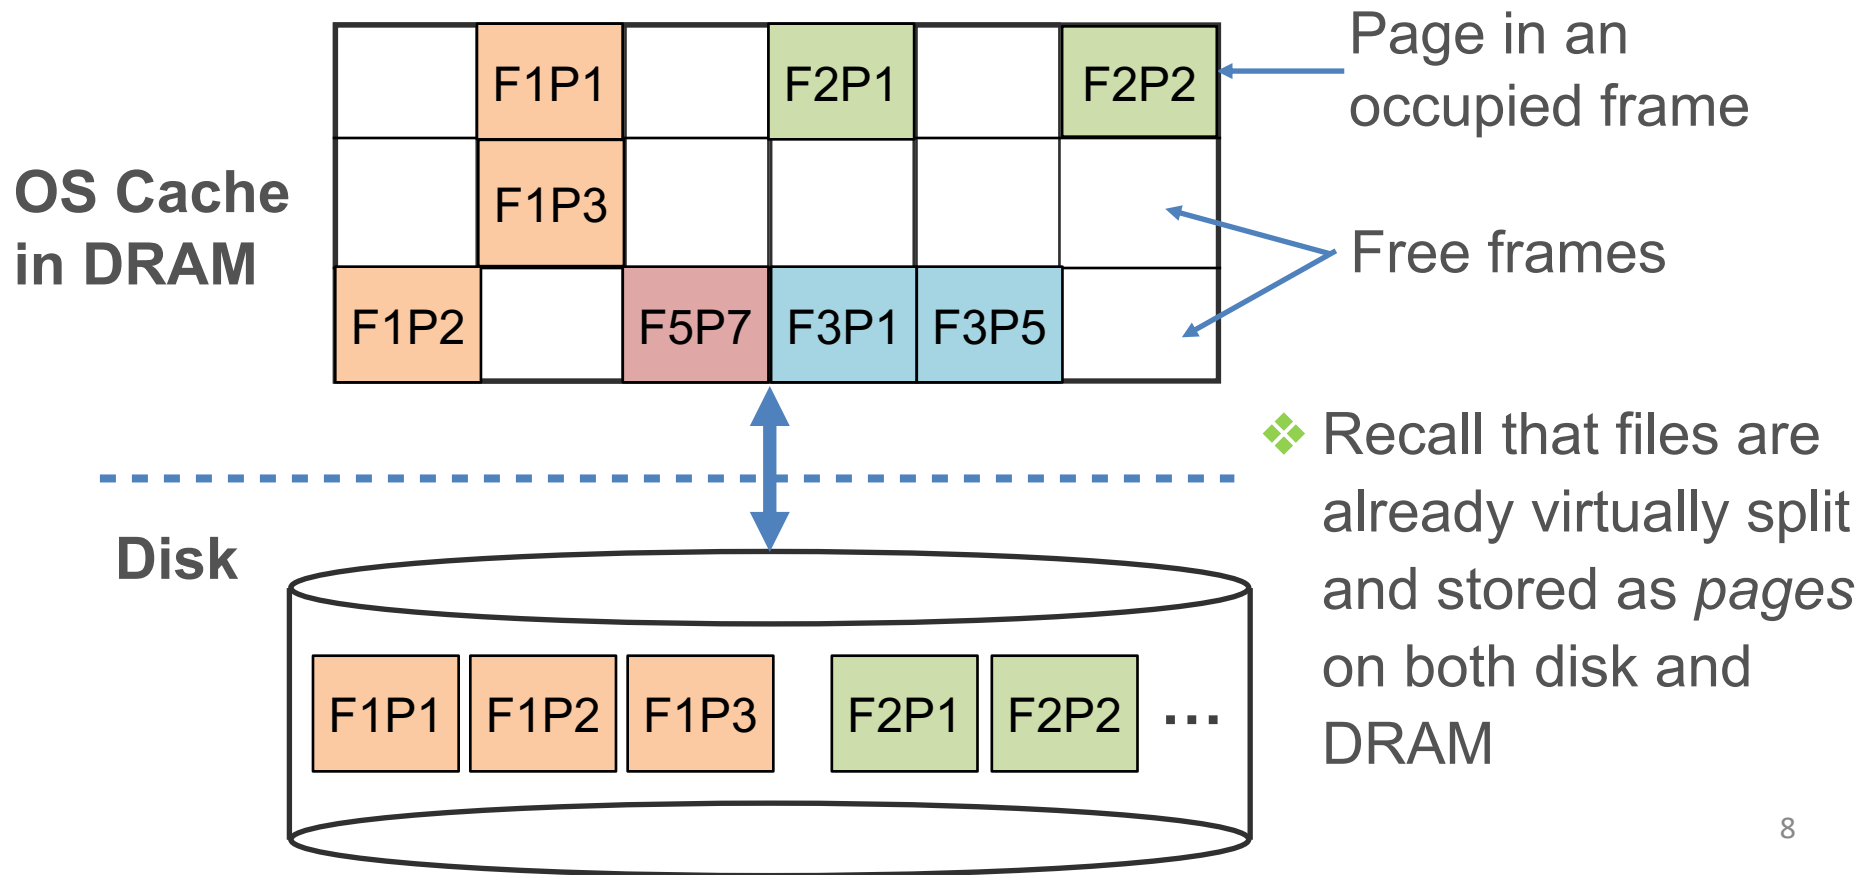 F1P1 F2P1 F2P2
Page in an
occupied frame
OS Cache
in DRAM
F1P3
Free frames
F1P2 F5P7 F3P1 F3P5
❖ Recall that files are
already virtually split
and stored as pages
on both disk and
DRAM
Disk
F1P1 F1P2 F1P3 F2P1 F2P2 ...
8